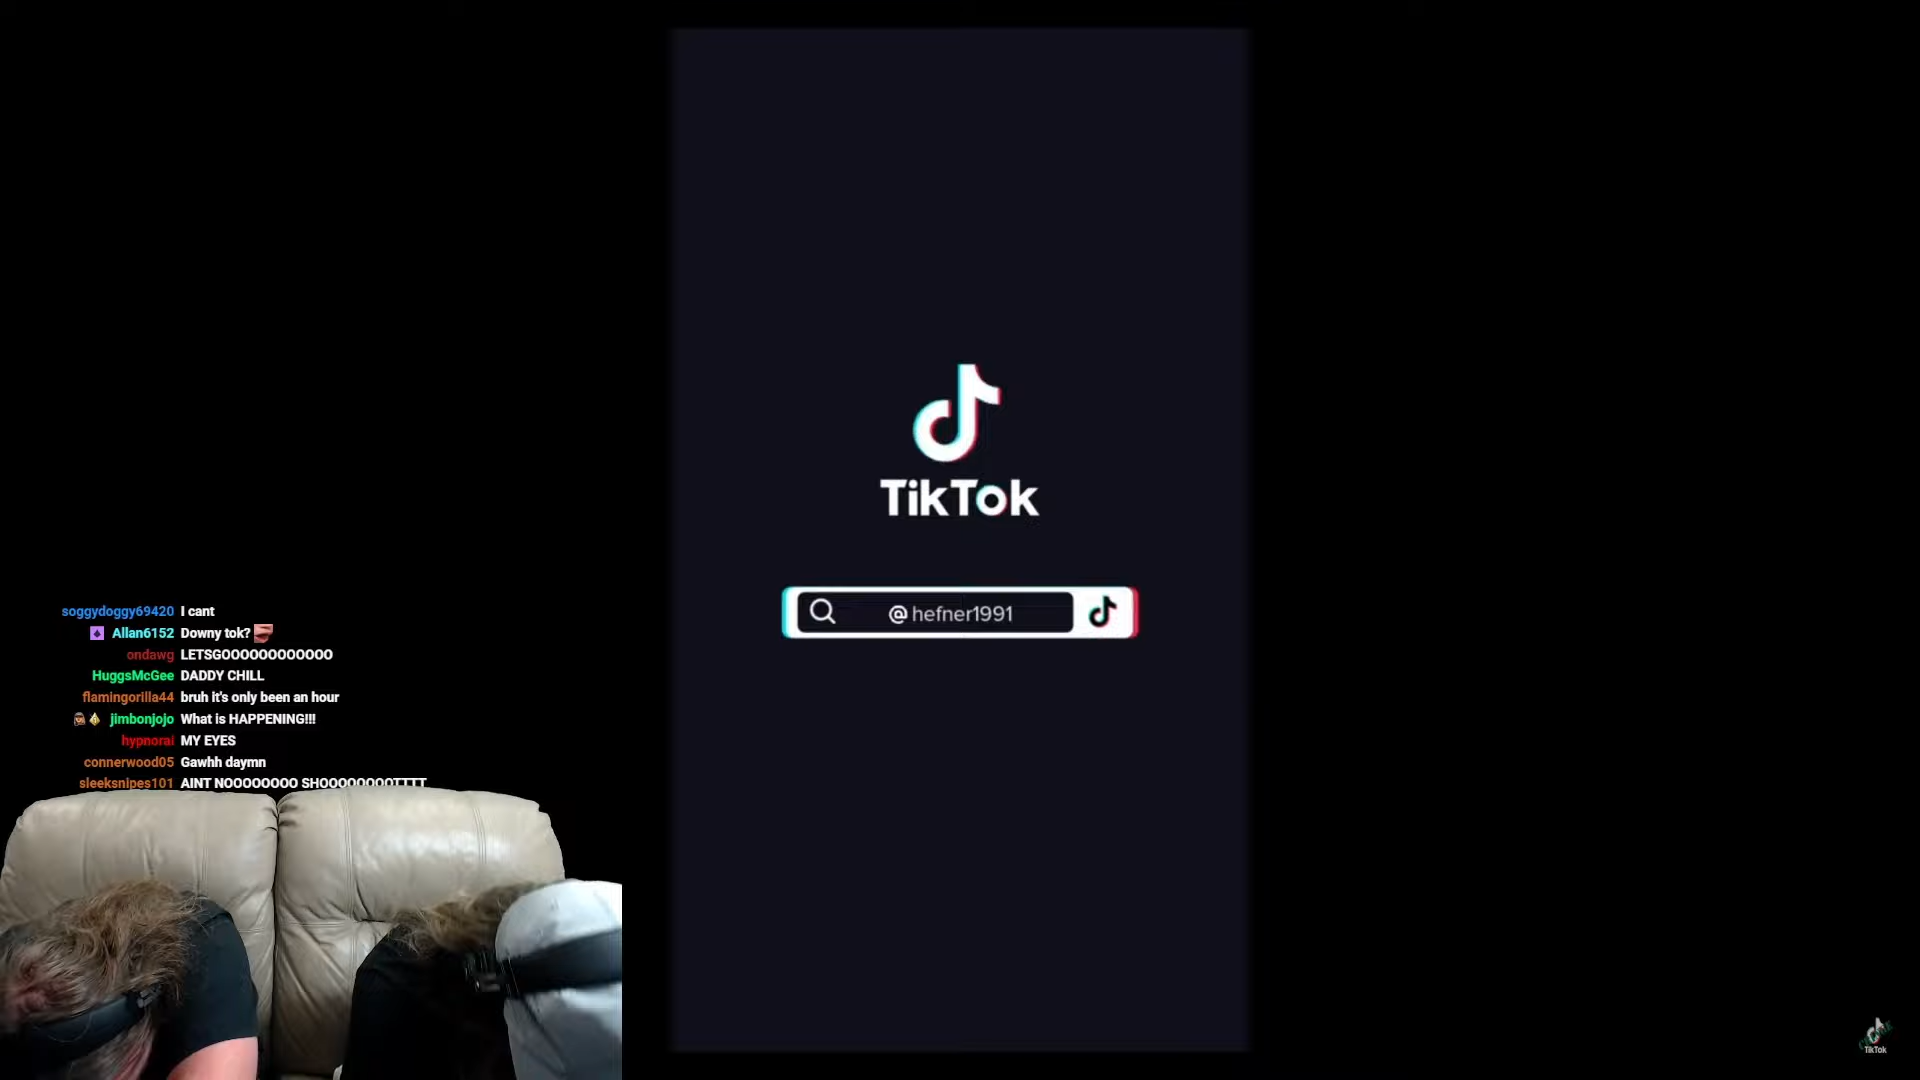 TikTok
@hefner1991
soggydoggy69420 I cant
Allan6152 Downy tok?
ondawg LETSGOOOOOOOOOOOO
HuggsMcGee DADDY CHILL
flamingorilla44 bruh it's only been an hour
jimbonjojo What is HAPPENING!!!
hypnoral MY EYES
connerwood05 Gawhh daymn
sleeksnipes101 AINT NOOOOOOOO SHOOOOOOOOTTTT
TikTok